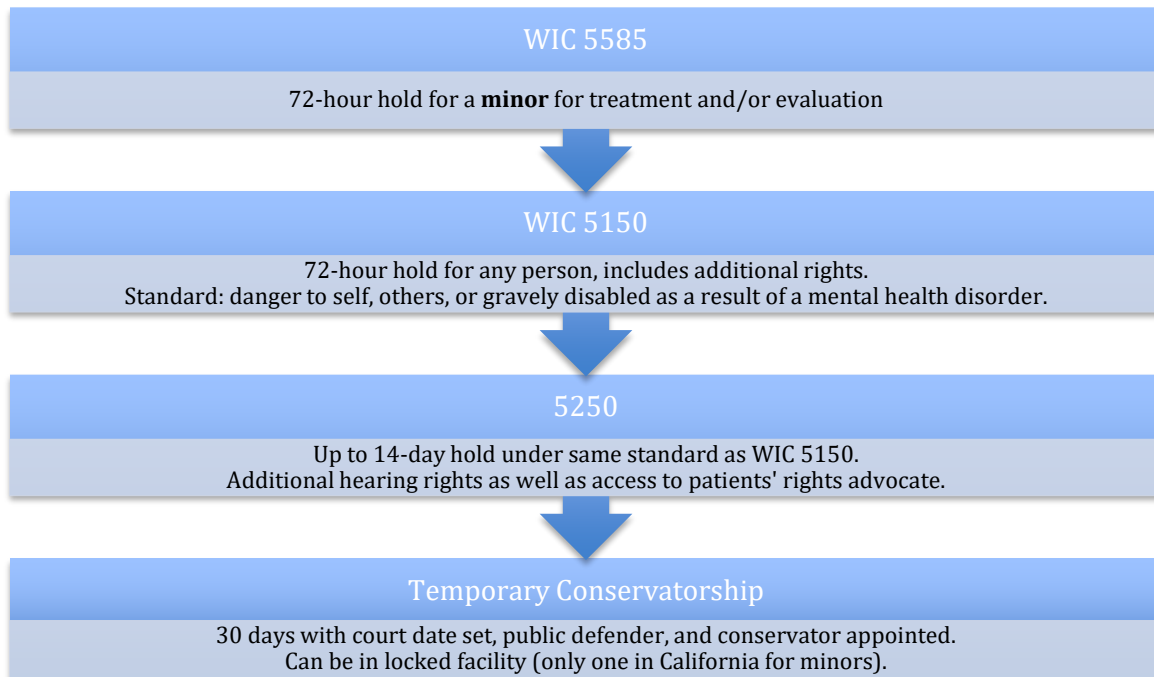 WIC 5585
72-hour hold for a minor for treatment and/or evaluation
WIC 5150
72-hour hold for any person, includes additional rights.
Standard: danger to self, others, or gravely disabled as a result of a mental health disorder.
5250
Up to 14-day hold under same standard as WIC 5150.
Additional hearing rights as well as access to patients' rights advocate.
Temporary Conservatorship
30 days with court date set, public defender, and conservator appointed.
Can be in locked facility (only one in California for minors).